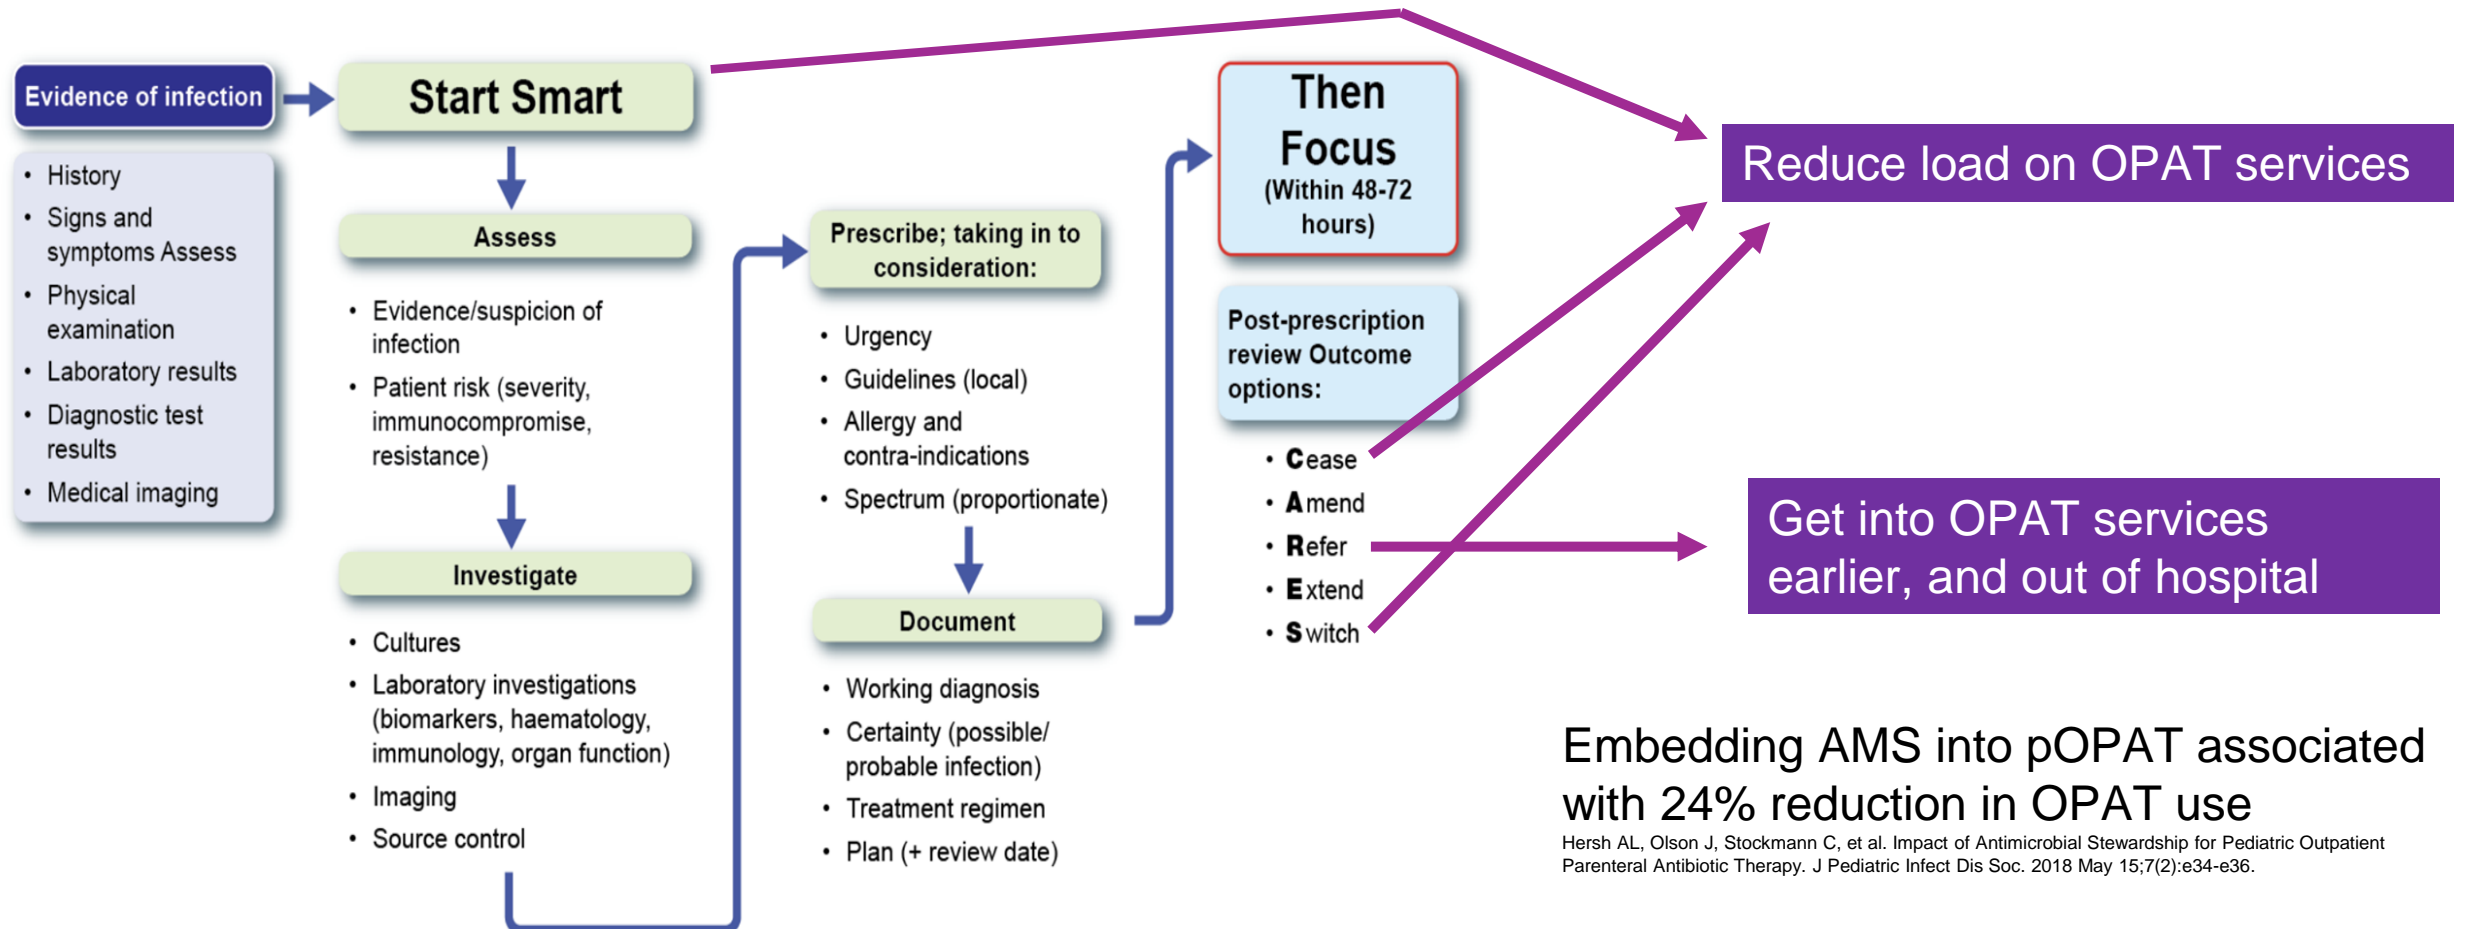 Evidence of infection
• History
• Signs and
symptoms Assess
• Physical
examination
• Laboratory results
• Diagnostic test
results
• Medical imaging
Start Smart
Assess
• Evidence/suspicion of
infection
• Patient risk (severity,
immunocompromise,
resistance)
Investigate
• Cultures
• Laboratory investigations
(biomarkers, haematology,
immunology, organ function)
• Imaging
• Source control
Prescribe; taking in to
consideration:
• Urgency
• Guidelines (local)
• Allergy and
contra-indications
• Spectrum (proportionate)
Document
• Working diagnosis
• Certainty (possible/
probable infection)
• Treatment regimen
• Plan (+ review date)
Then
Focus
(Within 48-72
hours)
Post-prescription
review Outcome
options:
• Cease
• Amend
• Refer
• Extend
• Switch
Reduce load on OPAT services
Get into OPAT services
earlier, and out of hospital
Embedding AMS into pOPAT associated
with 24% reduction in OPAT use
Hersh AL, Olson J, Stockmann C, et al. Impact of Antimicrobial Stewardship for Pediatric Outpatient
Parenteral Antibiotic Therapy. J Pediatric Infect Dis Soc. 2018 May 15;7(2):e34-e36.